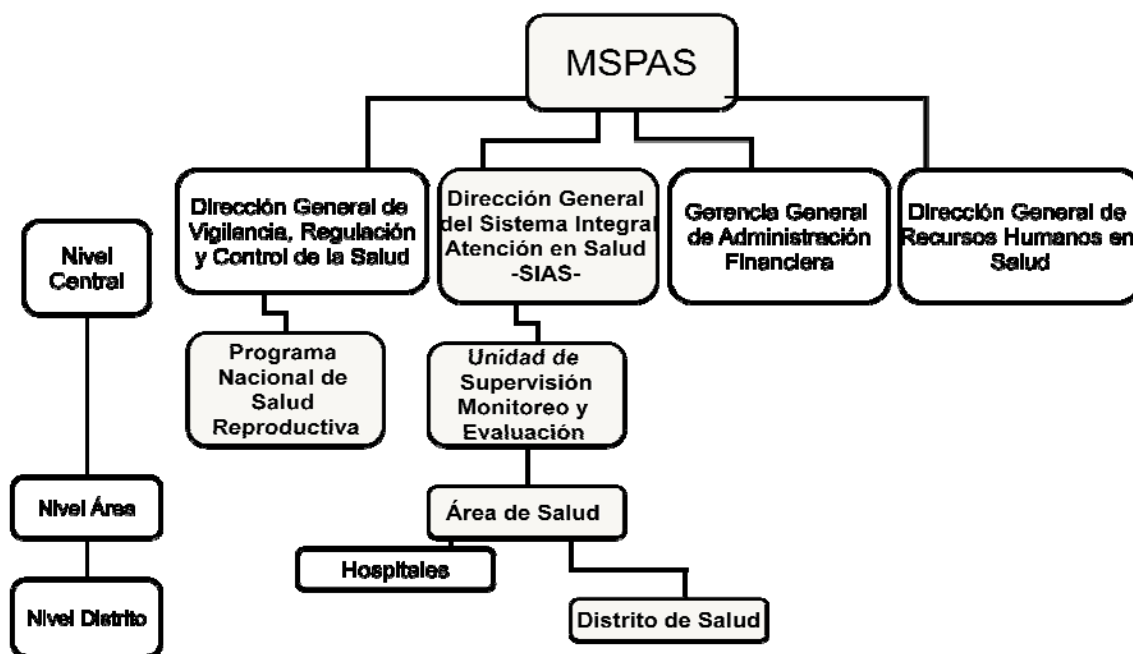 MSPAS
Dirección General de
Vigilancia, Regulación
y Control de la Salud
Dirección General
del Sistema Integral
Atención en Salud
-SIAS-
Gerencia General
de Administración
Financiera
Dirección General de
Recursos Humanos en
Salud
Nivel
Central
Programa
Nacional de
Salud
Reproductiva
Unidad de
Supervisión
Monitoreo y
Evaluación
Nivel Área
Área de Salud
Hospitales
Nivel Distrito
Distrito de Salud